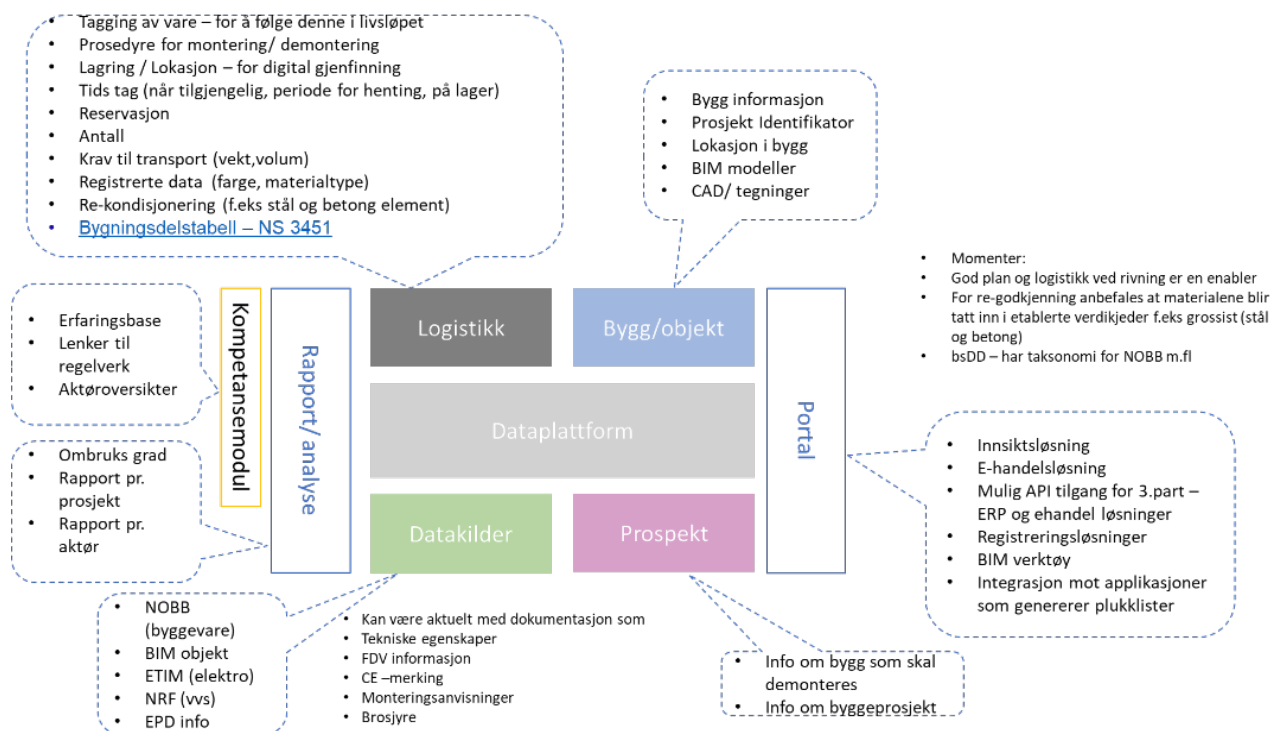 Tagging av vare – for å følge denne i livsløpet
Prosedyre for montering/ demontering
Lagring / Lokasjon – for digital gjenfinning
Tids tag (når tilgjengelig, periode for henting, på lager)
Reservasjon
Antall
Krav til transport (vekt,volum)
Registrerte data (farge, materialtype)
Re-kondisjonering (f.eks stål og betong element)
Bygningsdelstabell – NS 3451
Bygg informasjon
Prosjekt Identifikator
Lokasjon i bygg
BIM modeller
CAD/ tegninger
Momenter:
God plan og logistikk ved rivning er en enabler
For re-godkjenning anbefales at materialene blir
tatt inn i etablerte verdikjeder f.eks grossist (stål
og betong)
bsDD – har taksonomi for NOBB m.fl
Erfaringsbase
Lenker til
regelverk
Aktøroversikter
Ombruks grad
Rapport pr.
prosjekt
Rapport pr.
aktør
Kompetansemodul
Rapport/ analyse
Logistikk
Bygg/objekt
Dataplattform
Datakilder
Prospekt
Portal
Innsiktsløsning
E-handelsløsning
Mulig API tilgang for 3.part –
ERP og ehandel løsninger
Registreringsløsninger
BIM verktøy
Integrasjon mot applikasjoner
som genererer plukklister
NOBB
(byggevare)
BIM objekt
ETIM (elektro)
NRF (vvs)
EPD info
Kan være aktuelt med dokumentasjon som
Tekniske egenskaper
FDV informasjon
CE –merking
Monteringsanvisninger
Brosjyre
Info om bygg som skal
demonteres
Info om byggeprosjekt